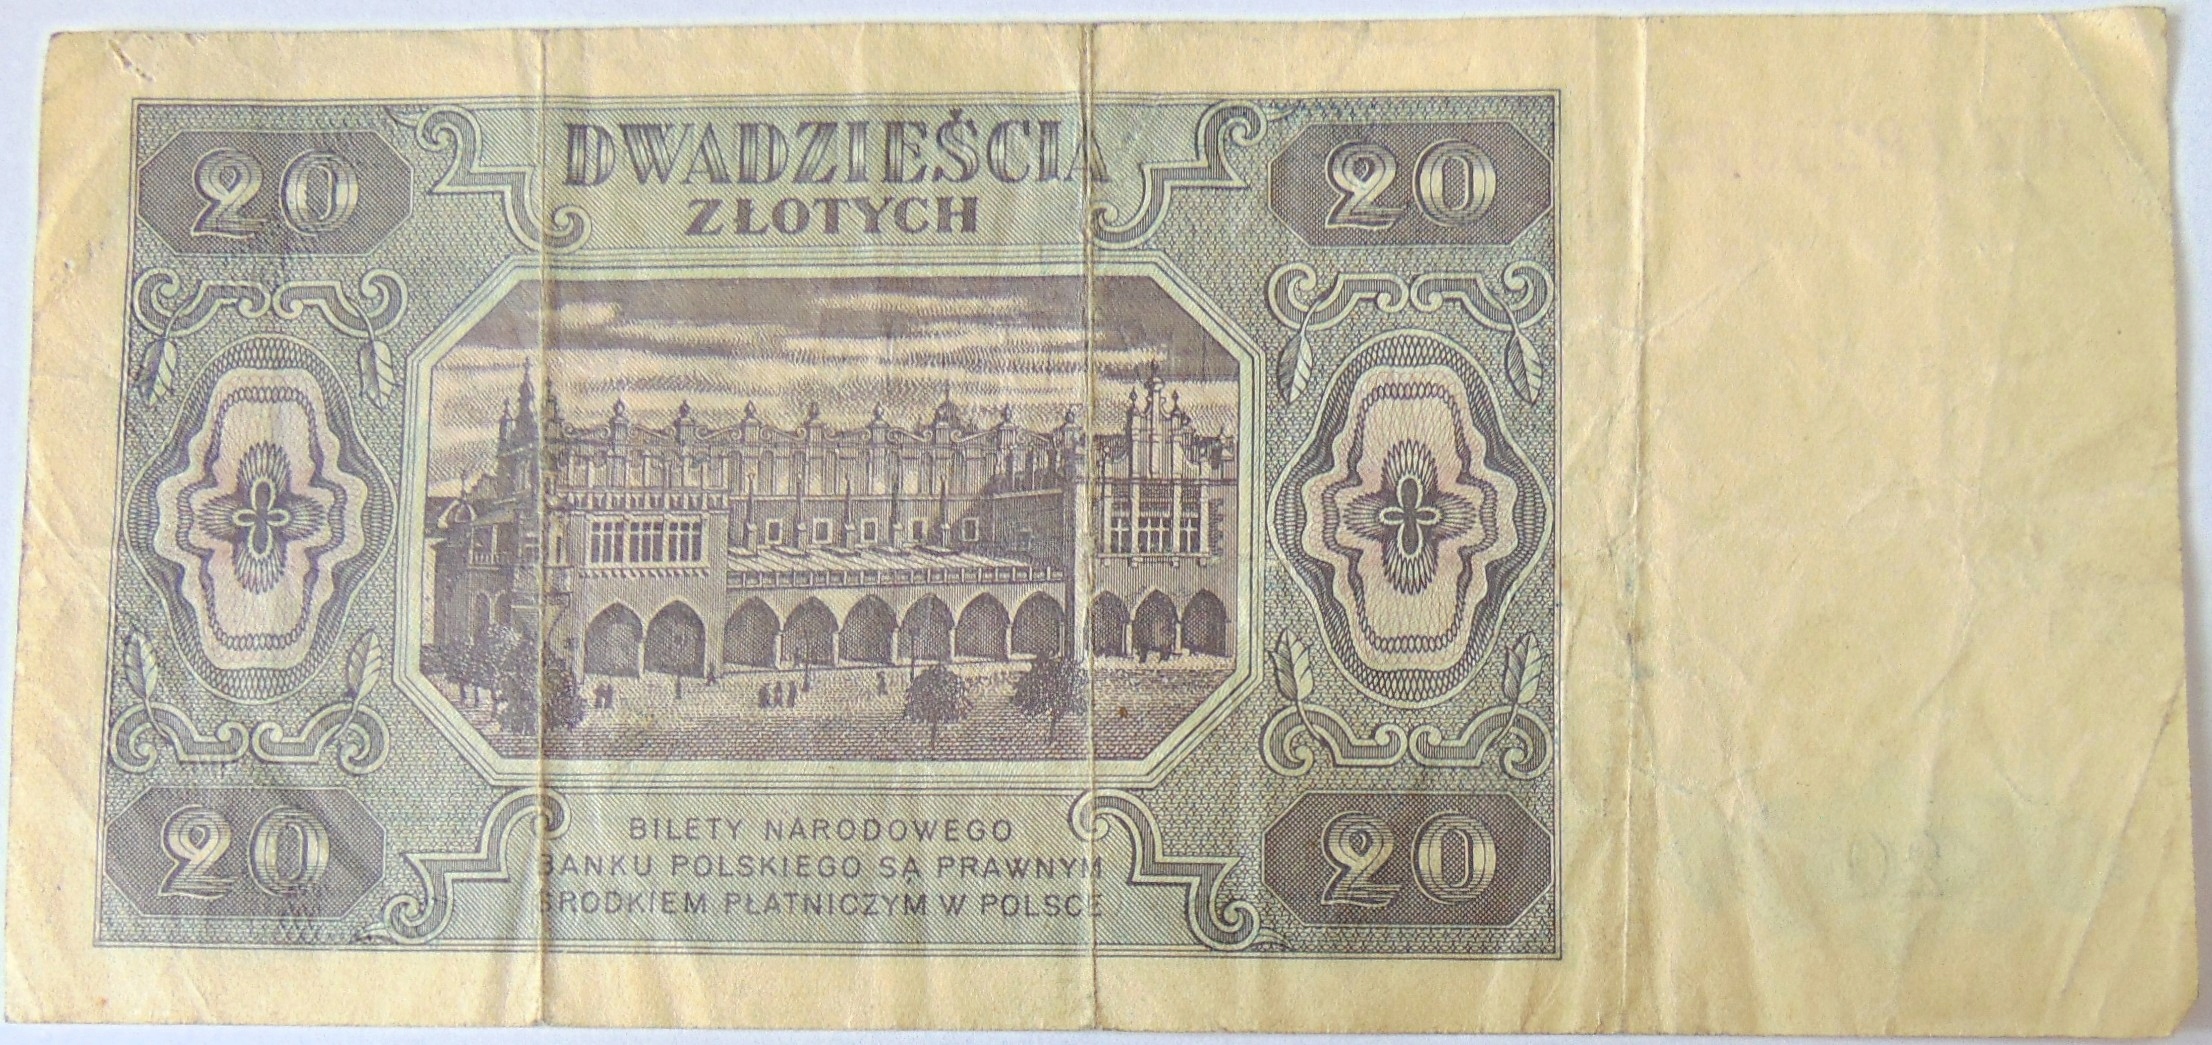 20 DWADZIEŚCIA 20
ZŁOTYCH
20 BILETY NARODOWEGO 20
BANKU POLSKIEGO SĄ PRAWNYM
ŚRODKIEM PŁATNICZYM W POLSCE